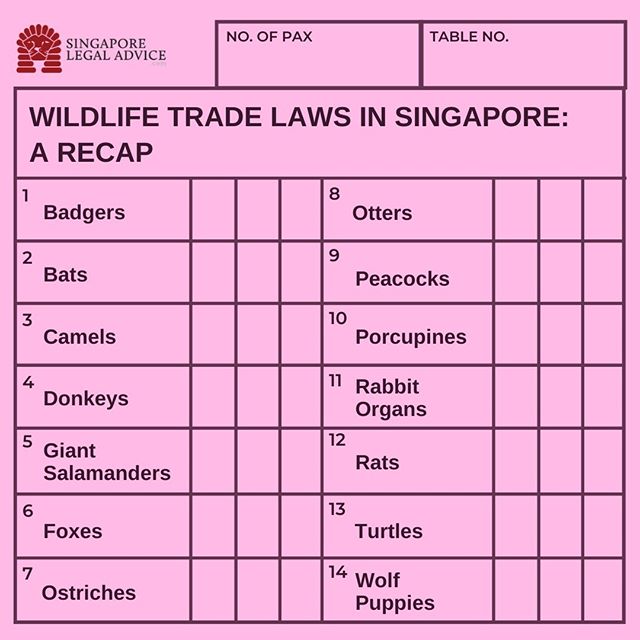 SINGAPORE
LEGAL ADVICE
.com
NO. OF PAX
TABLE NO.
WILDLIFE TRADE LAWS IN SINGAPORE:
A RECAP
1 Badgers
2 Bats
3 Camels
4 Donkeys
5 Giant
Salamanders
6 Foxes
7 Ostriches
8 Otters
9 Peacocks
10 Porcupines
11 Rabbit
Organs
12 Rats
13 Turtles
14 Wolf
Puppies